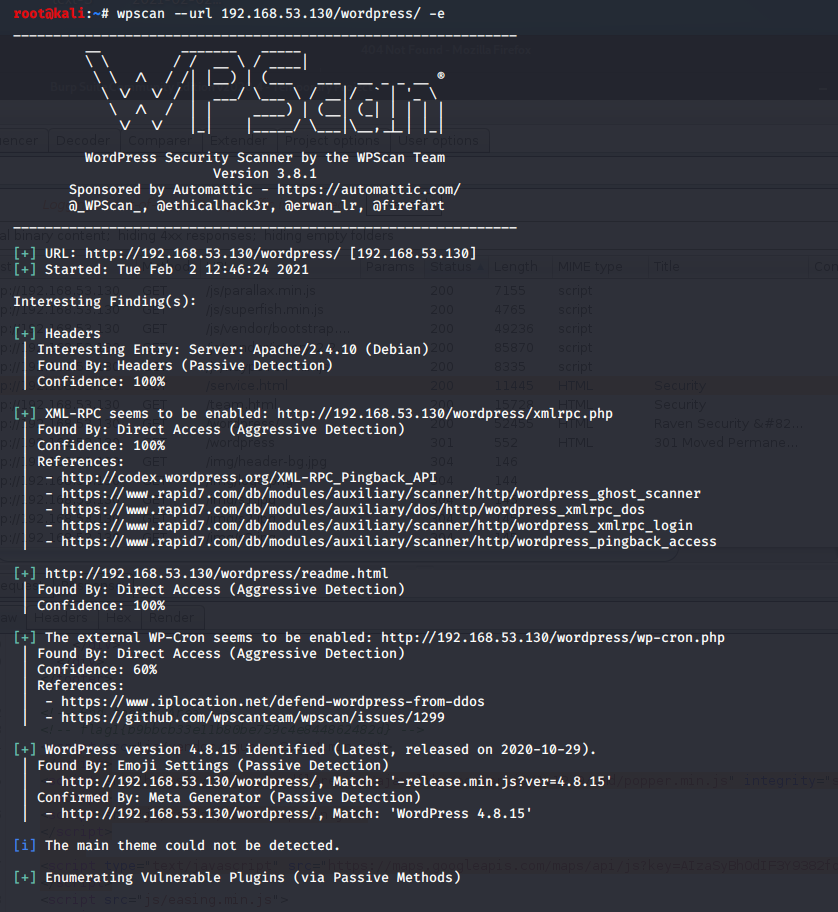 root@kali:~# wpscan --url 192.168.53.130/wordpress/ -e
WPScan ®
WordPress Security Scanner by the WPScan Team
Version 3.8.1
Sponsored by Automattic - https://automattic.com/
@_WPScan_, @ethicalhack3r, @erwan_lr, @firefart
[+] URL: http://192.168.53.130/wordpress/ [192.168.53.130]
[+] Started: Tue Feb  2 12:46:24 2021
Interesting Finding(s):
[+] Headers
| Interesting Entry: Server: Apache/2.4.10 (Debian)
| Found By: Headers (Passive Detection)
| Confidence: 100%
[+] XML-RPC seems to be enabled: http://192.168.53.130/wordpress/xmlrpc.php
| Found By: Direct Access (Aggressive Detection)
| Confidence: 100%
| References:
|  - http://codex.wordpress.org/XML-RPC_Pingback_API
|  - https://www.rapid7.com/db/modules/auxiliary/scanner/http/wordpress_ghost_scanner
|  - https://www.rapid7.com/db/modules/auxiliary/dos/http/wordpress_xmlrpc_dos
|  - https://www.rapid7.com/db/modules/auxiliary/scanner/http/wordpress_xmlrpc_login
|  - https://www.rapid7.com/db/modules/auxiliary/scanner/http/wordpress_pingback_access
[+] http://192.168.53.130/wordpress/readme.html
| Found By: Direct Access (Aggressive Detection)
| Confidence: 100%
[+] The external WP-Cron seems to be enabled: http://192.168.53.130/wordpress/wp-cron.php
| Found By: Direct Access (Aggressive Detection)
| Confidence: 60%
| References:
|  - https://www.iplocation.net/defend-wordpress-from-ddos
|  - https://github.com/wpscanteam/wpscan/issues/1299
[+] WordPress version 4.8.15 identified (Latest, released on 2020-10-29).
| Found By: Emoji Settings (Passive Detection)
|  - http://192.168.53.130/wordpress/, Match: '-release.min.js?ver=4.8.15'
| Confirmed By: Meta Generator (Passive Detection)
|  - http://192.168.53.130/wordpress/, Match: 'WordPress 4.8.15'
[i] The main theme could not be detected.
[+] Enumerating Vulnerable Plugins (via Passive Methods)